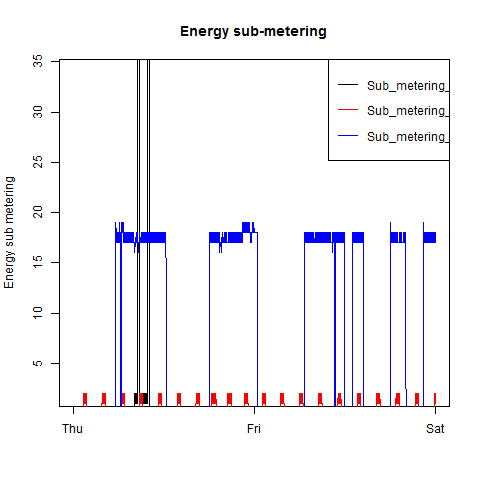 Energy sub-metering
Energy sub metering
35
30
25
20
15
10
5
Thu Fri Sat
Sub_metering_
Sub_metering_
Sub_metering_